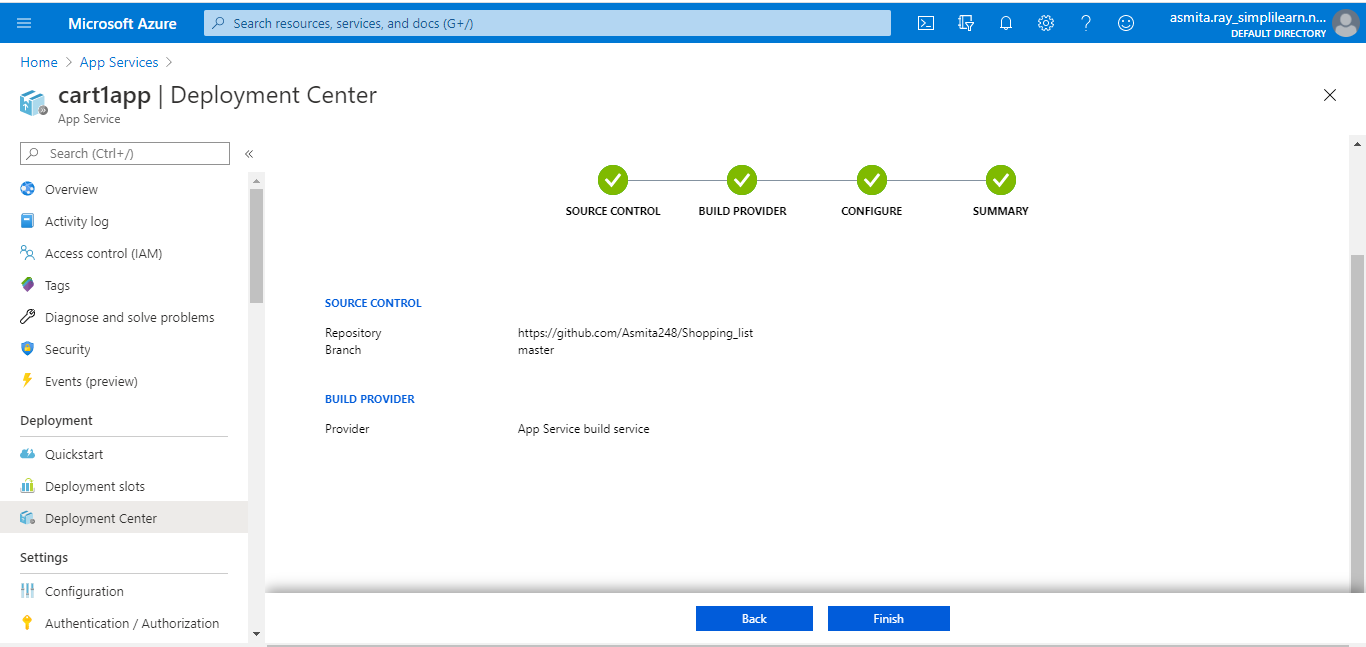 Microsoft Azure
Search resources, services, and docs (G+/)
asmita.ray_simplilearn.n...
DEFAULT DIRECTORY
Home > App Services >
cart1app | Deployment Center
App Service
Search (Ctrl+/)
Overview
Activity log
Access control (IAM)
Tags
Diagnose and solve problems
Security
Events (preview)
Deployment
Quickstart
Deployment slots
Deployment Center
Settings
Configuration
Authentication / Authorization
SOURCE CONTROL BUILD PROVIDER CONFIGURE SUMMARY
SOURCE CONTROL
Repository https://github.com/Asmita248/Shopping_list
Branch master
BUILD PROVIDER
Provider App Service build service
Back Finish